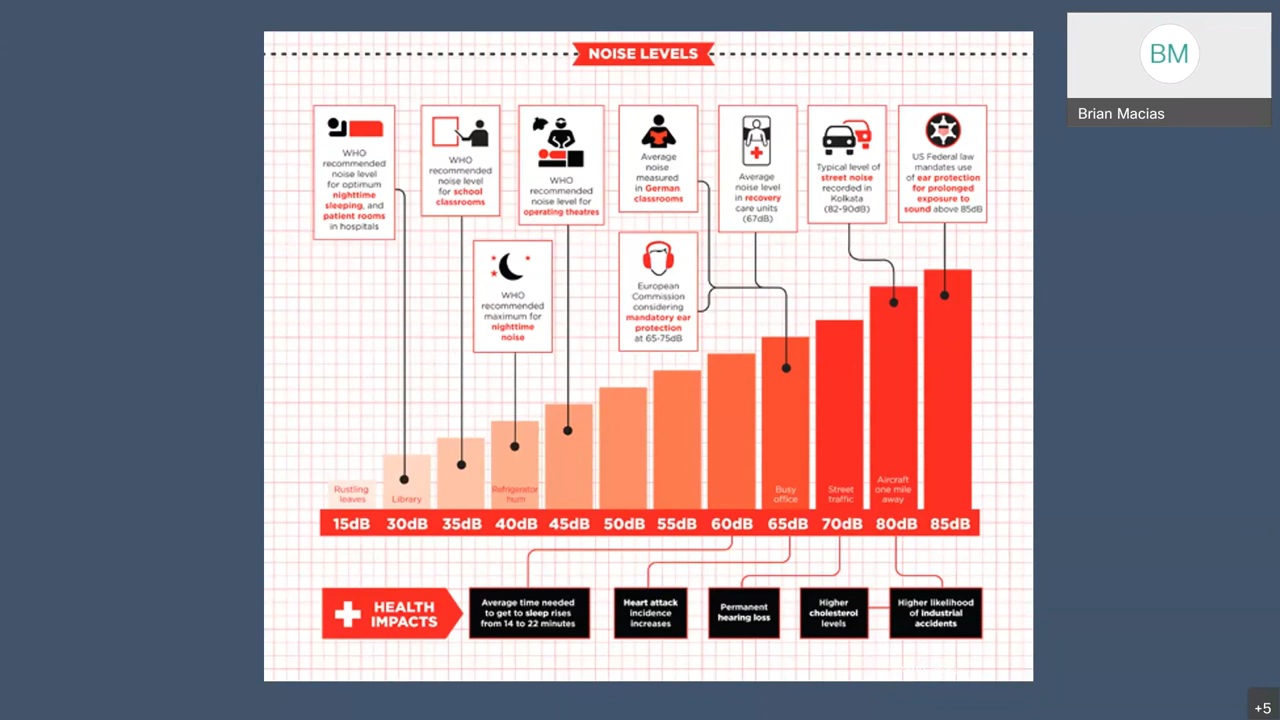 NOISE LEVELS
WHO
recommended
noise level
for optimum
nighttime
sleeping, and
patient rooms
in hospitals
WHO
recommended
noise level
for school
classrooms
WHO
recommended
noise level for
operating theatres
Average
noise
measured
in German
classrooms
Average
noise level
in recovery
care units
(67dB)
Typical level of
street noise
recorded in
Kolkata
(82-90dB)
US Federal law
mandates use
of ear protection
for prolonged
exposure to
sound above 85dB
WHO
recommended
maximum for
nighttime
noise
European
Commission
considering
mandatory ear
protection
at 65-75dB
Rustling
leaves
Library
Refrigerator
hum
Busy
office
Street
traffic
Aircraft
one mile
away
15dB 30dB 35dB 40dB 45dB 50dB 55dB 60dB 65dB 70dB 80dB 85dB
HEALTH
IMPACTS
Average time needed
to get to sleep rises
from 14 to 22 minutes
Heart attack
incidence
increases
Permanent
hearing loss
Higher
cholesterol
levels
Higher likelihood
of industrial
accidents
BM
Brian Macias
+5